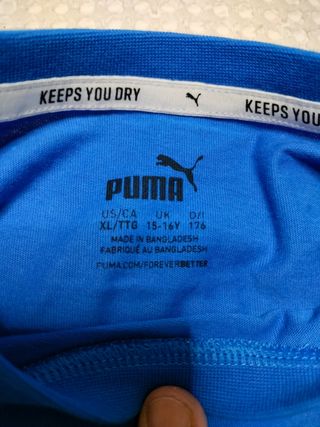 KEEPS YOU DRY
KEEPS YOU
PUMA
US/CA UK D/I
XL/TTG 15-16Y 176
MADE IN BANGLADESH
FABRIQUÉ AU BANGLADESH
PUMA.COM/FOREVERBETTER